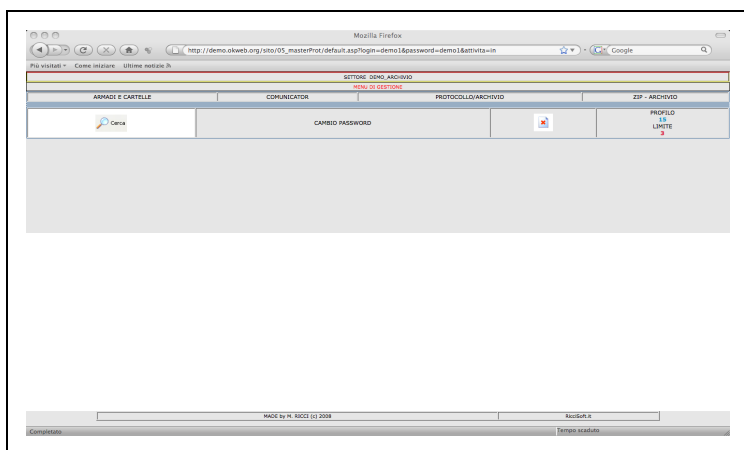 Mozilla Firefox
http://demo.okweb.org/sito/05_masterProt/default.asp?login=demo1&password=demo1&attivita=in
Google
Più visitati Come iniziare Ultime notizie
SETTORE DEMO_ARCHIVIO
MENU DI GESTIONE
ARMADI E CARTELLE COMUNICATOR PROTOCOLLO/ARCHIVIO ZIP - ARCHIVIO
Cerca CAMBIO PASSWORD
PROFILO
15
LIMITE
3
MADE by M. RICCI (c) 2008 RicciSoft.it
Completato Tempo scaduto